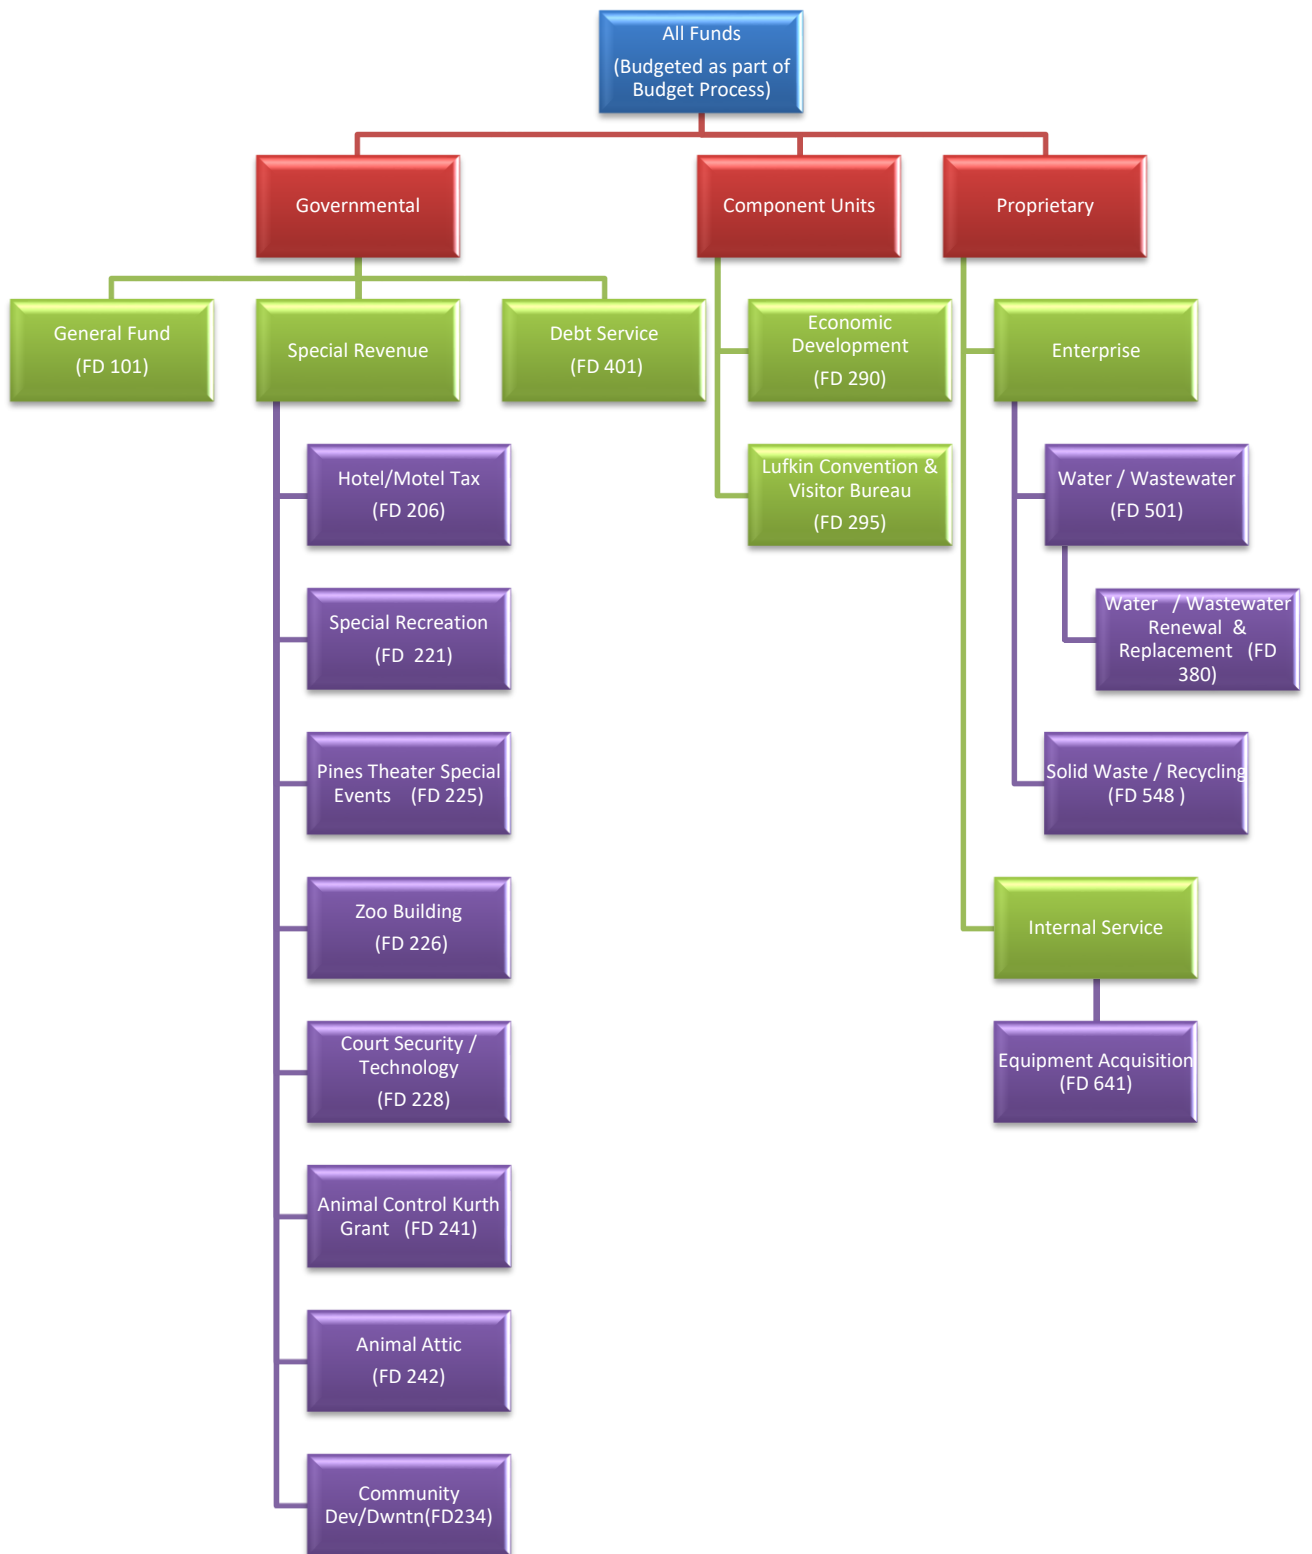 All Funds
(Budgeted as part of
Budget Process)
Governmental
Component Units
Proprietary
General Fund
(FD 101)
Special Revenue
Debt Service
(FD 401)
Economic
Development
(FD 290)
Enterprise
Hotel/Motel Tax
(FD 206)
Lufkin Convention &
Visitor Bureau
(FD 295)
Water / Wastewater
(FD 501)
Special Recreation
(FD 221)
Water / Wastewater
Renewal &
Replacement (FD
380)
Pines Theater Special
Events (FD 225)
Solid Waste / Recycling
(FD 548 )
Zoo Building
(FD 226)
Internal Service
Court Security /
Technology
(FD 228)
Equipment Acquisition
(FD 641)
Animal Control Kurth
Grant (FD 241)
Animal Attic
(FD 242)
Community
Dev/Dwntn(FD234)